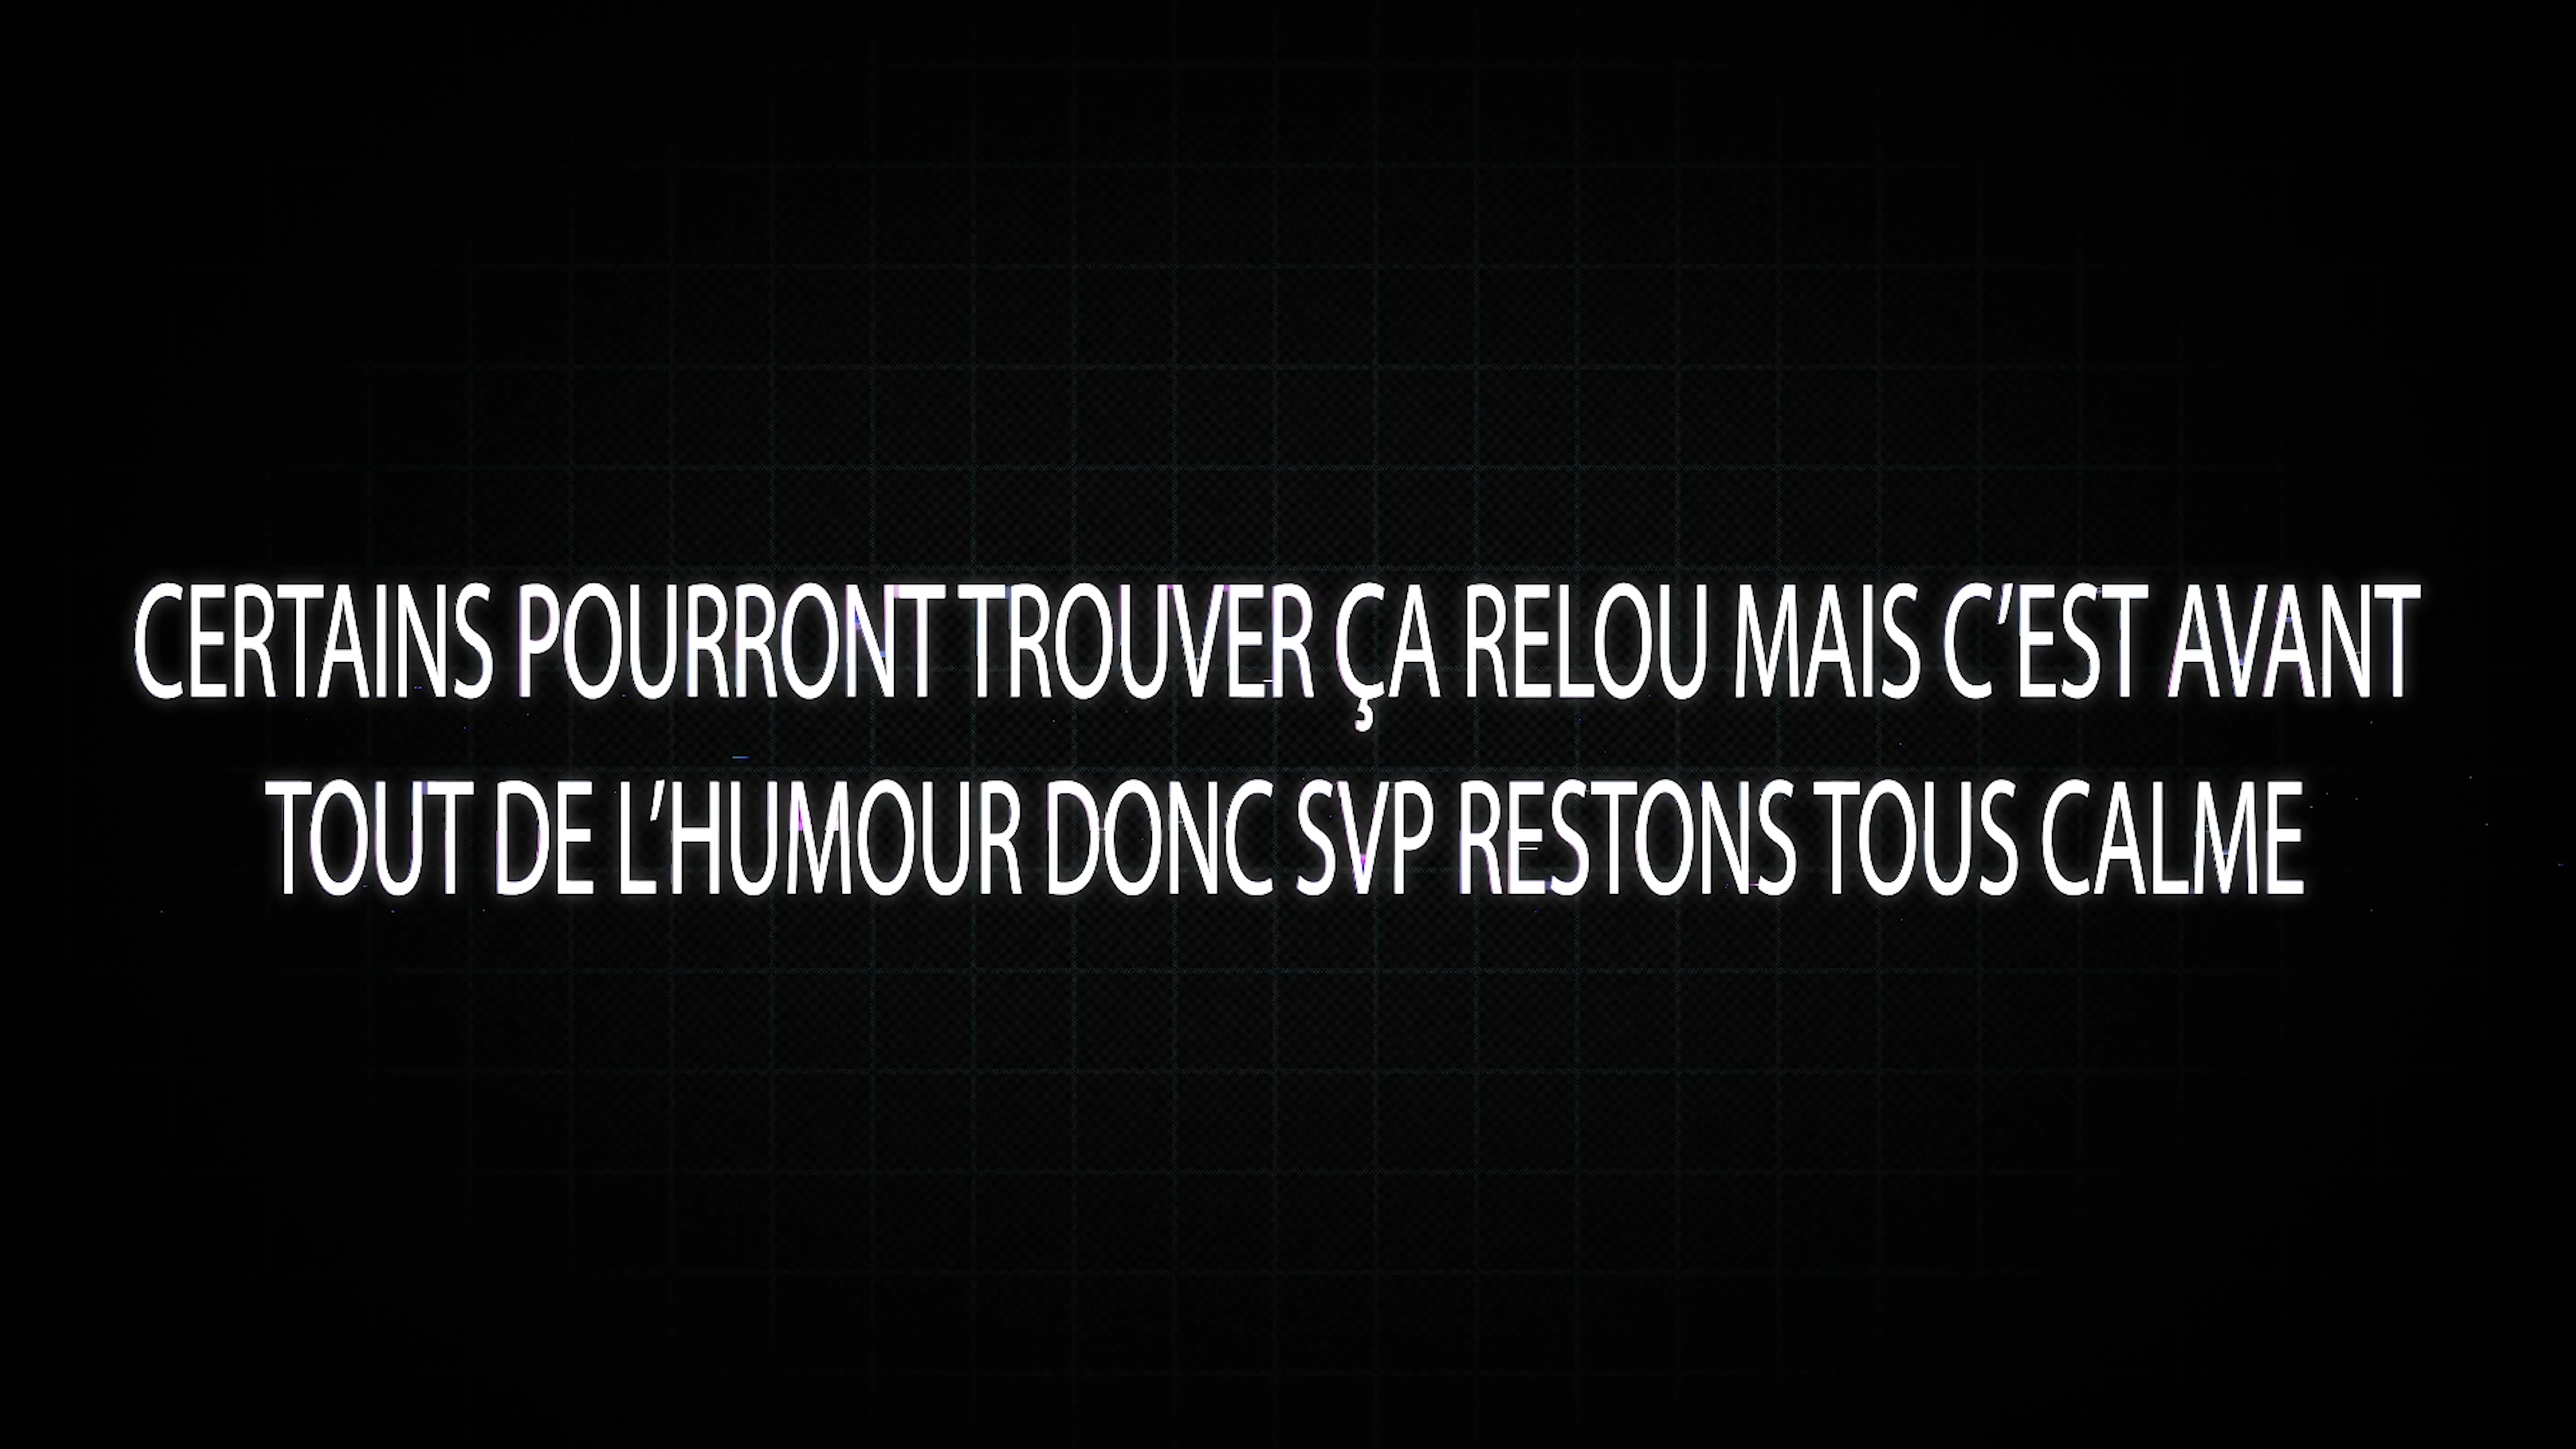 CERTAINS POURRONT TROUVER ÇA RELOU MAIS C’EST AVANT
TOUT DE L’HUMOUR DONC SVP RESTONS TOUS CALME